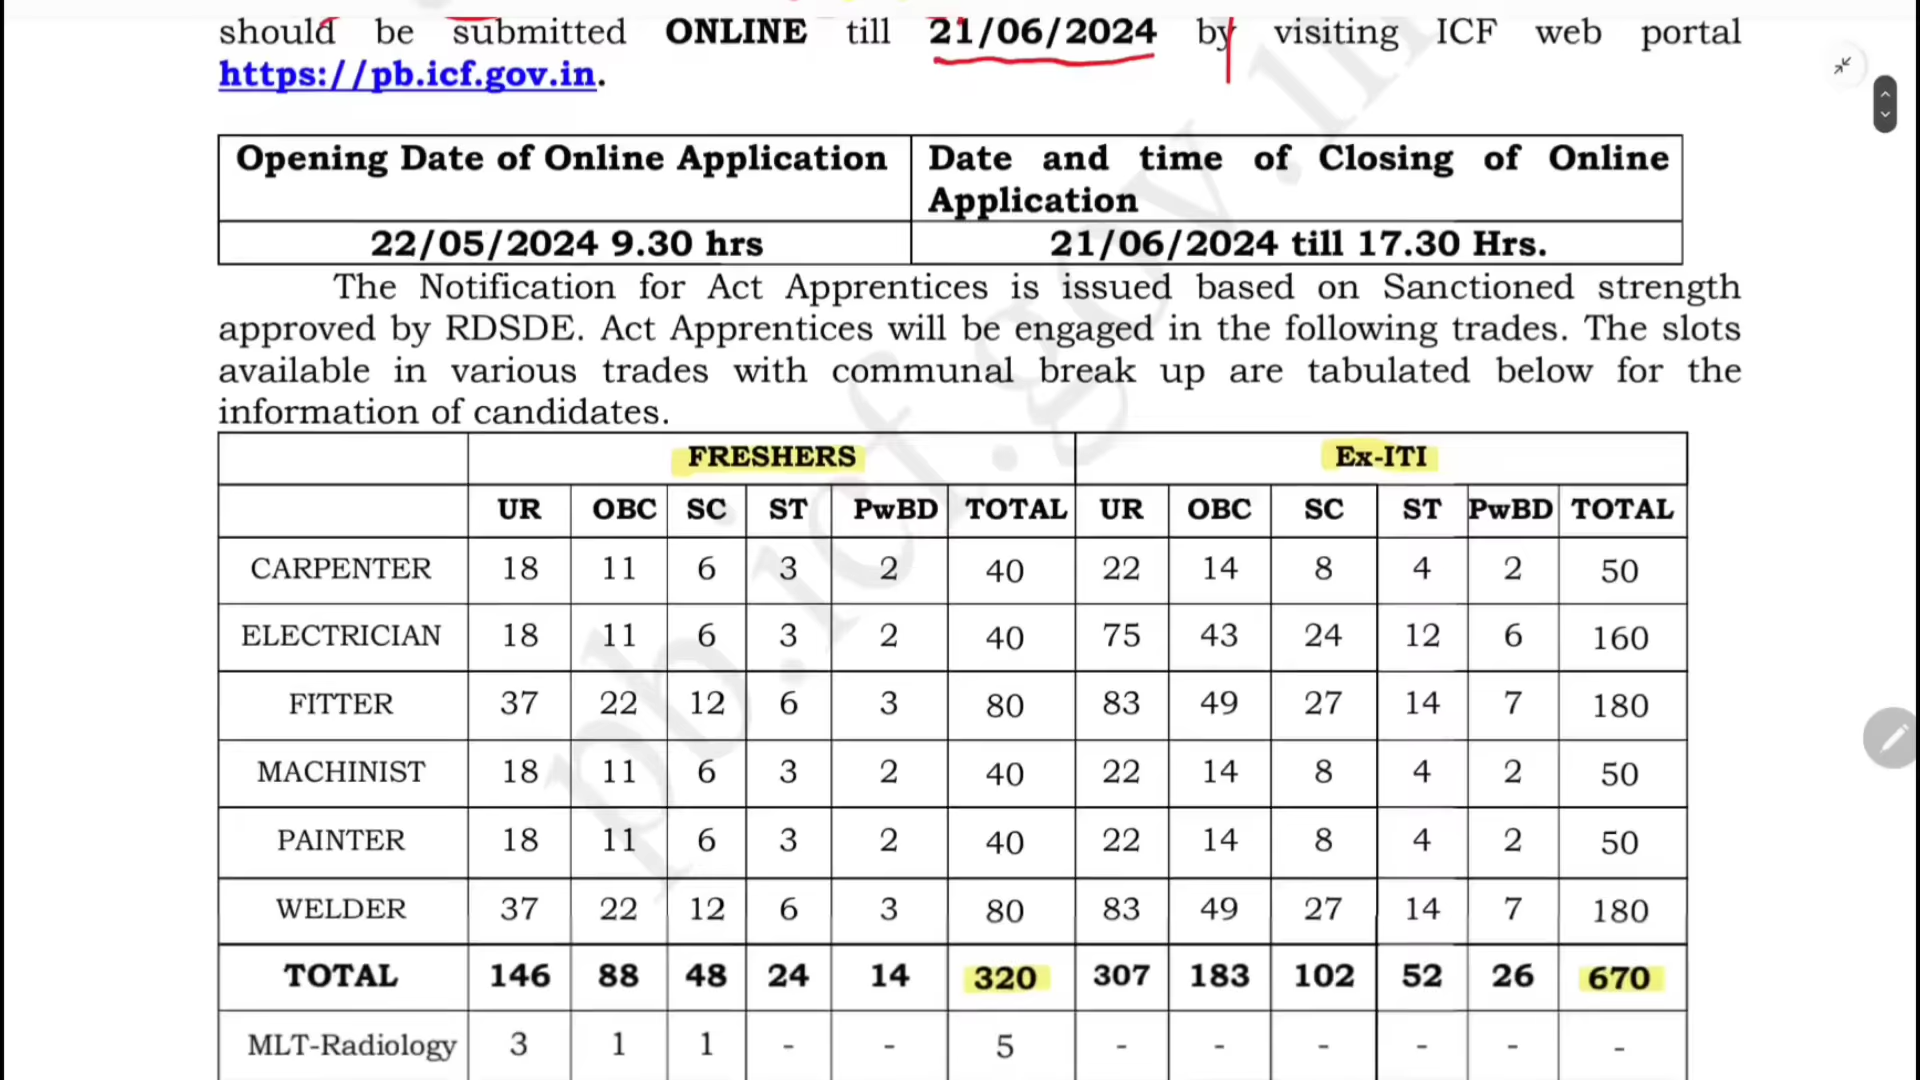 should be submitted ONLINE till 21/06/2024 by visiting ICF web portal
https://pb.icf.gov.in.
Opening Date of Online Application Date and time of Closing of Online Application
22/05/2024 9.30 hrs 21/06/2024 till 17.30 Hrs.
The Notification for Act Apprentices is issued based on Sanctioned strength
approved by RDSDE. Act Apprentices will be engaged in the following trades. The slots
available in various trades with communal break up are tabulated below for the
information of candidates.
FRESHERS Ex-ITI
UR OBC SC ST PwBD TOTAL UR OBC SC ST PwBD TOTAL
CARPENTER 18 11 6 3 2 40 22 14 8 4 2 50
ELECTRICIAN 18 11 6 3 2 40 75 43 24 12 6 160
FITTER 37 22 12 6 3 80 83 49 27 14 7 180
MACHINIST 18 11 6 3 2 40 22 14 8 4 2 50
PAINTER 18 11 6 3 2 40 22 14 8 4 2 50
WELDER 37 22 12 6 3 80 83 49 27 14 7 180
TOTAL 146 88 48 24 14 320 307 183 102 52 26 670
MLT-Radiology 3 1 1 - - 5 - - - - - -
pb.icf.gov.in